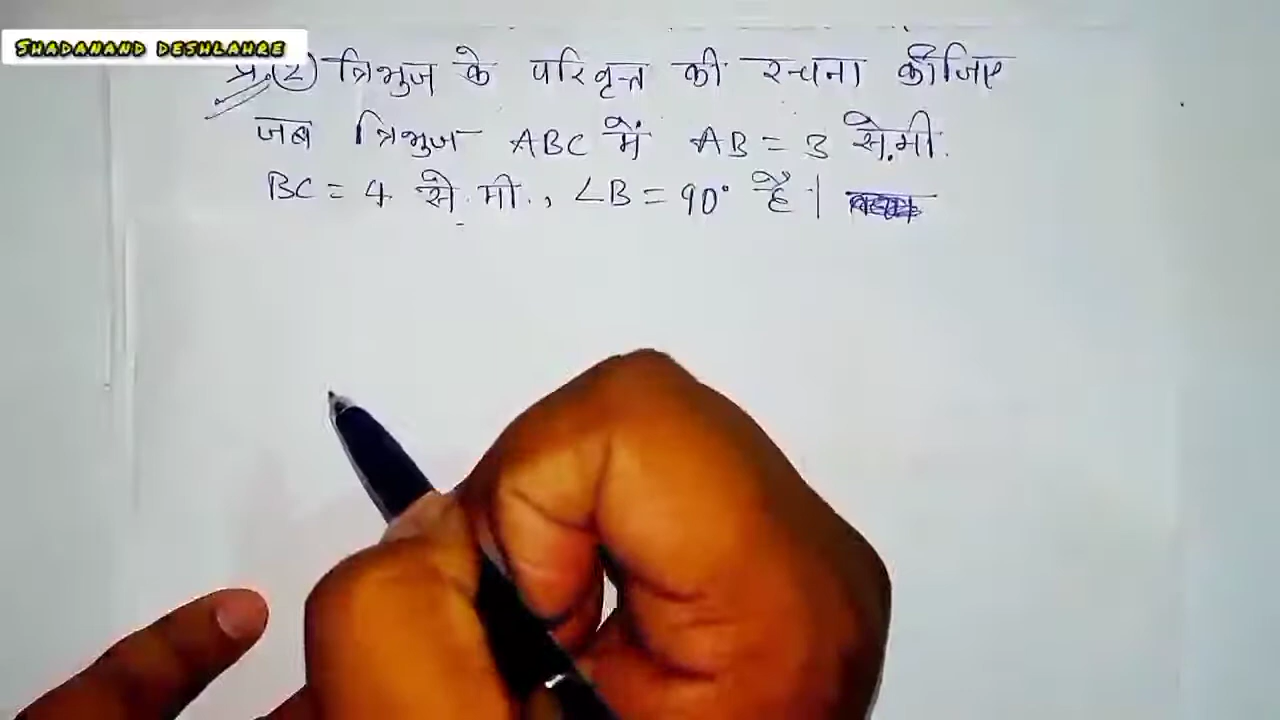 SHADANAND DESHLAHRE
प्र.(2) त्रिभुज के परिवृत्त की रचना कीजिए
जब त्रिभुज ABC में AB = 3 से.मी.
BC = 4 से.मी., ∠B = 90° है।